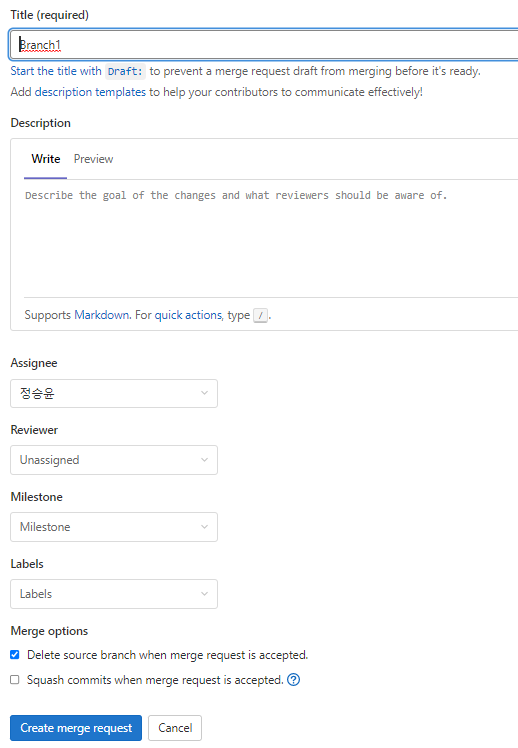 Title (required)
Branch1
Start the title with Draft: to prevent a merge request draft from merging before it's ready.
Add description templates to help your contributors to communicate effectively!
Description
Write Preview
Describe the goal of the changes and what reviewers should be aware of.
Supports Markdown. For quick actions, type /.
Assignee
정승윤
Reviewer
Unassigned
Milestone
Milestone
Labels
Labels
Merge options
Delete source branch when merge request is accepted.
Squash commits when merge request is accepted. ?
Create merge request Cancel